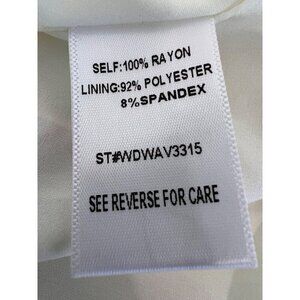 SELF:100% RAYON
LINING:92% POLYESTER
8%SPANDEX
ST#WDWAV3315
SEE REVERSE FOR CARE